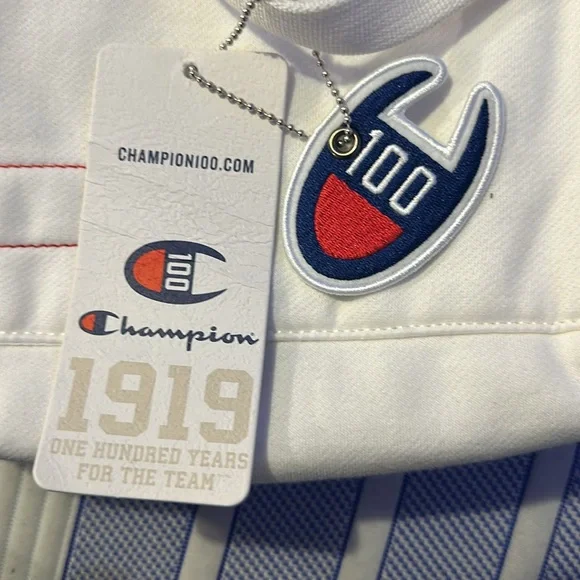 CHAMPION100.COM
100
Champion
1919
ONE HUNDRED YEARS
FOR THE TEAM
100